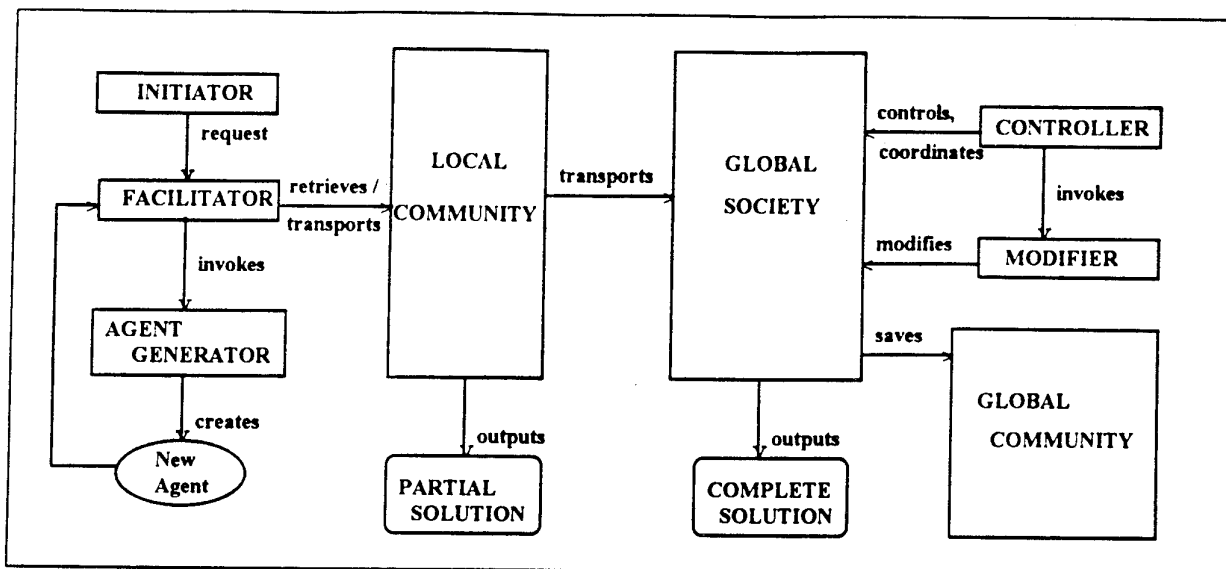 INITIATOR
request
FACILITATOR
retrieves /
transports
invokes
AGENT
GENERATOR
creates
New
Agent
LOCAL
COMMUNITY
transports
outputs
PARTIAL
SOLUTION
GLOBAL
SOCIETY
outputs
COMPLETE
SOLUTION
controls,
coordinates
CONTROLLER
invokes
modifies
MODIFIER
saves
GLOBAL
COMMUNITY